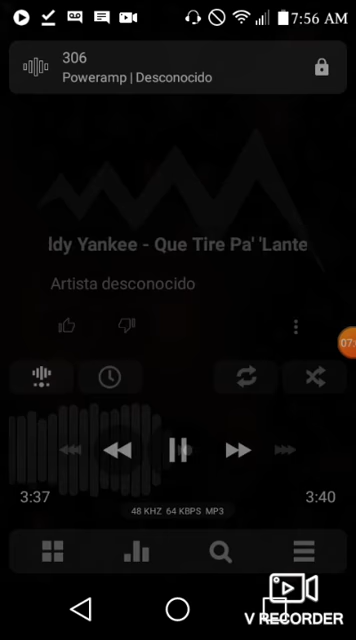 7:56 AM
306
Poweramp | Desconocido
ldy Yankee - Que Tire Pa' 'Lante
Artista desconocido
07:
3:37
3:40
48 KHZ 64 KBPS MP3
V RECORDER